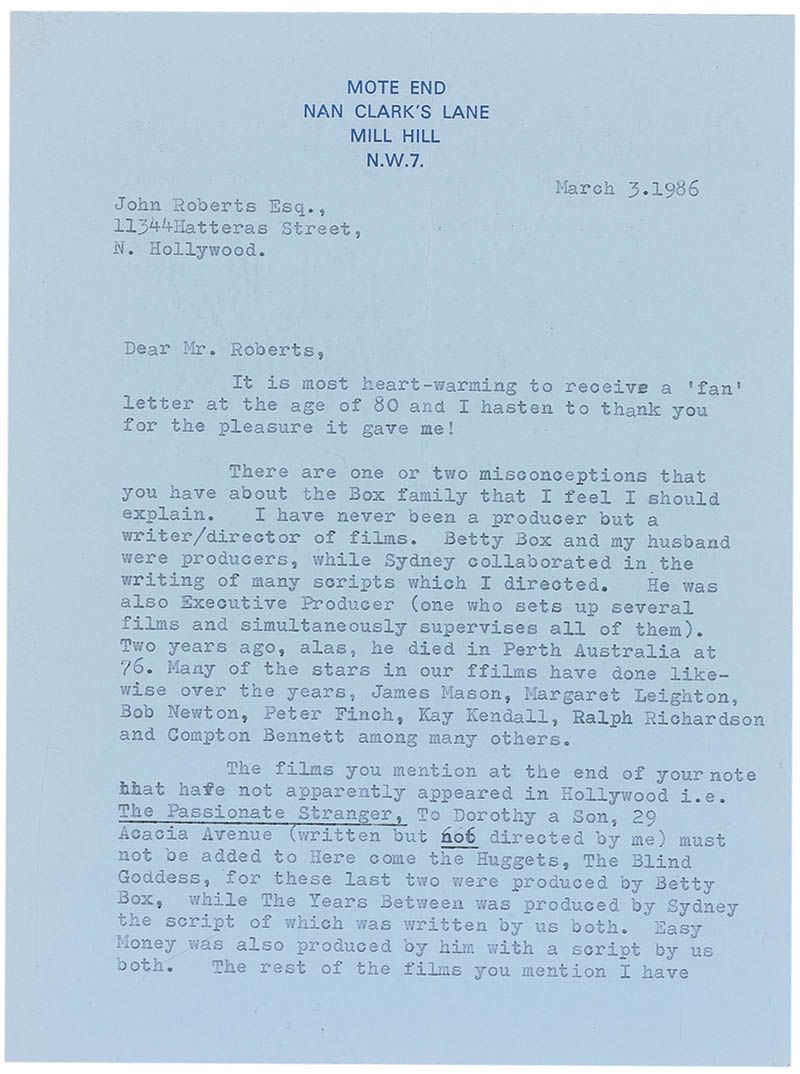 MOTE END
NAN CLARK'S LANE
MILL HILL
N.W.7.
March 3.1986
John Roberts Esq.,
11344Hatteras Street,
N. Hollywood.
Dear Mr. Roberts,
It is most heart-warming to receive a 'fan'
letter at the age of 80 and I hasten to thank you
for the pleasure it gave me!
There are one or two misconceptions that
you have about the Box family that I feel I should
explain. I have never been a producer but a
writer/director of films. Betty Box and my husband
were producers, while Sydney collaborated in the
writing of many scripts which I directed. He was
also Executive Producer (one who sets up several
films and simultaneously supervises all of them).
Two years ago, alas, he died in Perth Australia at
76. Many of the stars in our ffilms have done like-
wise over the years, James Mason, Margaret Leighton,
Bob Newton, Peter Finch, Kay Kendall, Ralph Richardson
and Compton Bennett among many others.
The films you mention at the end of your note
that have not apparently appeared in Hollywood i.e.
The Passionate Stranger, To Dorothy a Son, 29
Acacia Avenue (written but not directed by me) must
not be added to Here come the Huggets, The Blind
Goddess, for these last two were produced by Betty
Box, while The Years Between was produced by Sydney
the script of which was written by us both. Easy
Money was also produced by him with a script by us
both. The rest of the films you mention I have